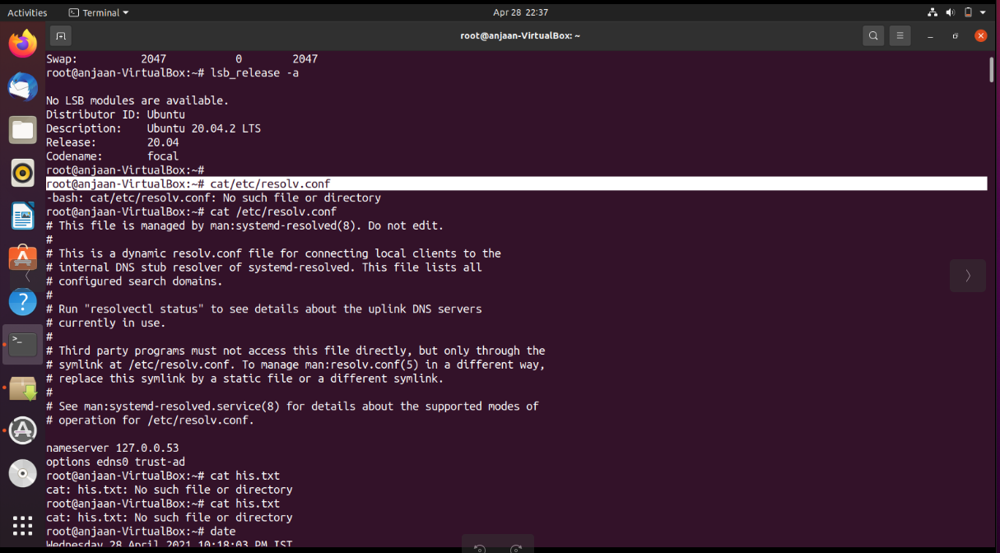 Activities
Terminal
Apr 28 22:37
root@anjaan-VirtualBox: ~
Swap: 2047 0 2047
root@anjaan-VirtualBox:~# lsb_release -a
No LSB modules are available.
Distributor ID: Ubuntu
Description: Ubuntu 20.04.2 LTS
Release: 20.04
Codename: focal
root@anjaan-VirtualBox:~#
root@anjaan-VirtualBox:~# cat/etc/resolv.conf
-bash: cat/etc/resolv.conf: No such file or directory
root@anjaan-VirtualBox:~# cat /etc/resolv.conf
# This file is managed by man:systemd-resolved(8). Do not edit.
#
# This is a dynamic resolv.conf file for connecting local clients to the
# internal DNS stub resolver of systemd-resolved. This file lists all
# configured search domains.
#
# Run "resolvectl status" to see details about the uplink DNS servers
# currently in use.
#
# Third party programs must not access this file directly, but only through the
# symlink at /etc/resolv.conf. To manage man:resolv.conf(5) in a different way,
# replace this symlink by a static file or a different symlink.
#
# See man:systemd-resolved.service(8) for details about the supported modes of
# operation for /etc/resolv.conf.
nameserver 127.0.0.53
options edns0 trust-ad
root@anjaan-VirtualBox:~# cat his.txt
cat: his.txt: No such file or directory
root@anjaan-VirtualBox:~# cat his.txt
cat: his.txt: No such file or directory
root@anjaan-VirtualBox:~# date
Wednesday 28 April 2021 10:18:03 PM IST